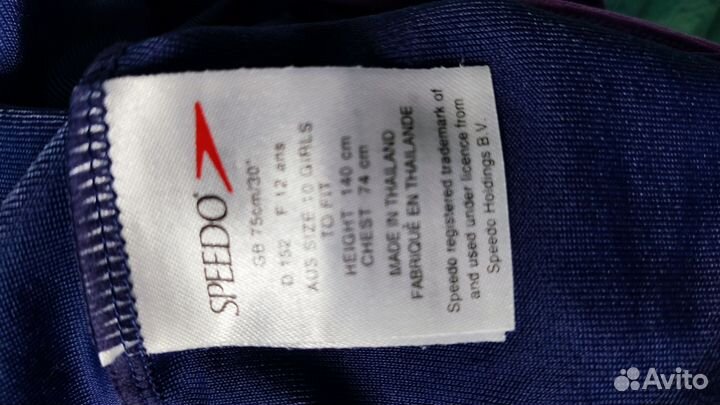 SPEEDO®
GB 75cm/30"
D 152 F 12 ans
AUS SIZE 10 GIRLS
TO FIT
HEIGHT 140 cm
CHEST 74 cm
MADE IN THAILAND
FABRIQUÉ EN THAILANDE
Speedo registered trademark of
and used under licence from
Speedo Holdings B.V.
Avito